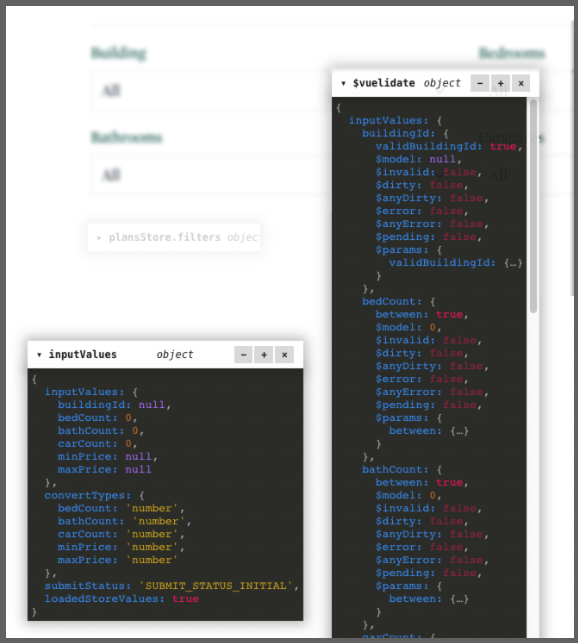 Building
Bedrooms
All
All
Bathrooms
All
All
▸ plansStore.filters objec
▾ $vuelidate object − + ×
{
inputValues: {
buildingId: {
validBuildingId: true,
$model: null,
$invalid: false,
$dirty: false,
$anyDirty: false,
$error: false,
$anyError: false,
$pending: false,
$params: {
validBuildingId: {…}
}
},
bedCount: {
between: true,
$model: 0,
$invalid: false,
$dirty: false,
$anyDirty: false,
$error: false,
$anyError: false,
$pending: false,
$params: {
between: {…}
}
},
bathCount: {
between: true,
$model: 0,
$invalid: false,
$dirty: false,
$anyDirty: false,
$error: false,
$anyError: false,
$pending: false,
$params: {
between: {…}
}
},
carCount: {
▾ inputValues object − + ×
{
inputValues: {
buildingId: null,
bedCount: 0,
bathCount: 0,
carCount: 0,
minPrice: null,
maxPrice: null
},
convertTypes: {
bedCount: 'number',
bathCount: 'number',
carCount: 'number',
minPrice: 'number',
maxPrice: 'number'
},
submitStatus: 'SUBMIT_STATUS_INITIAL',
loadedStoreValues: true
}